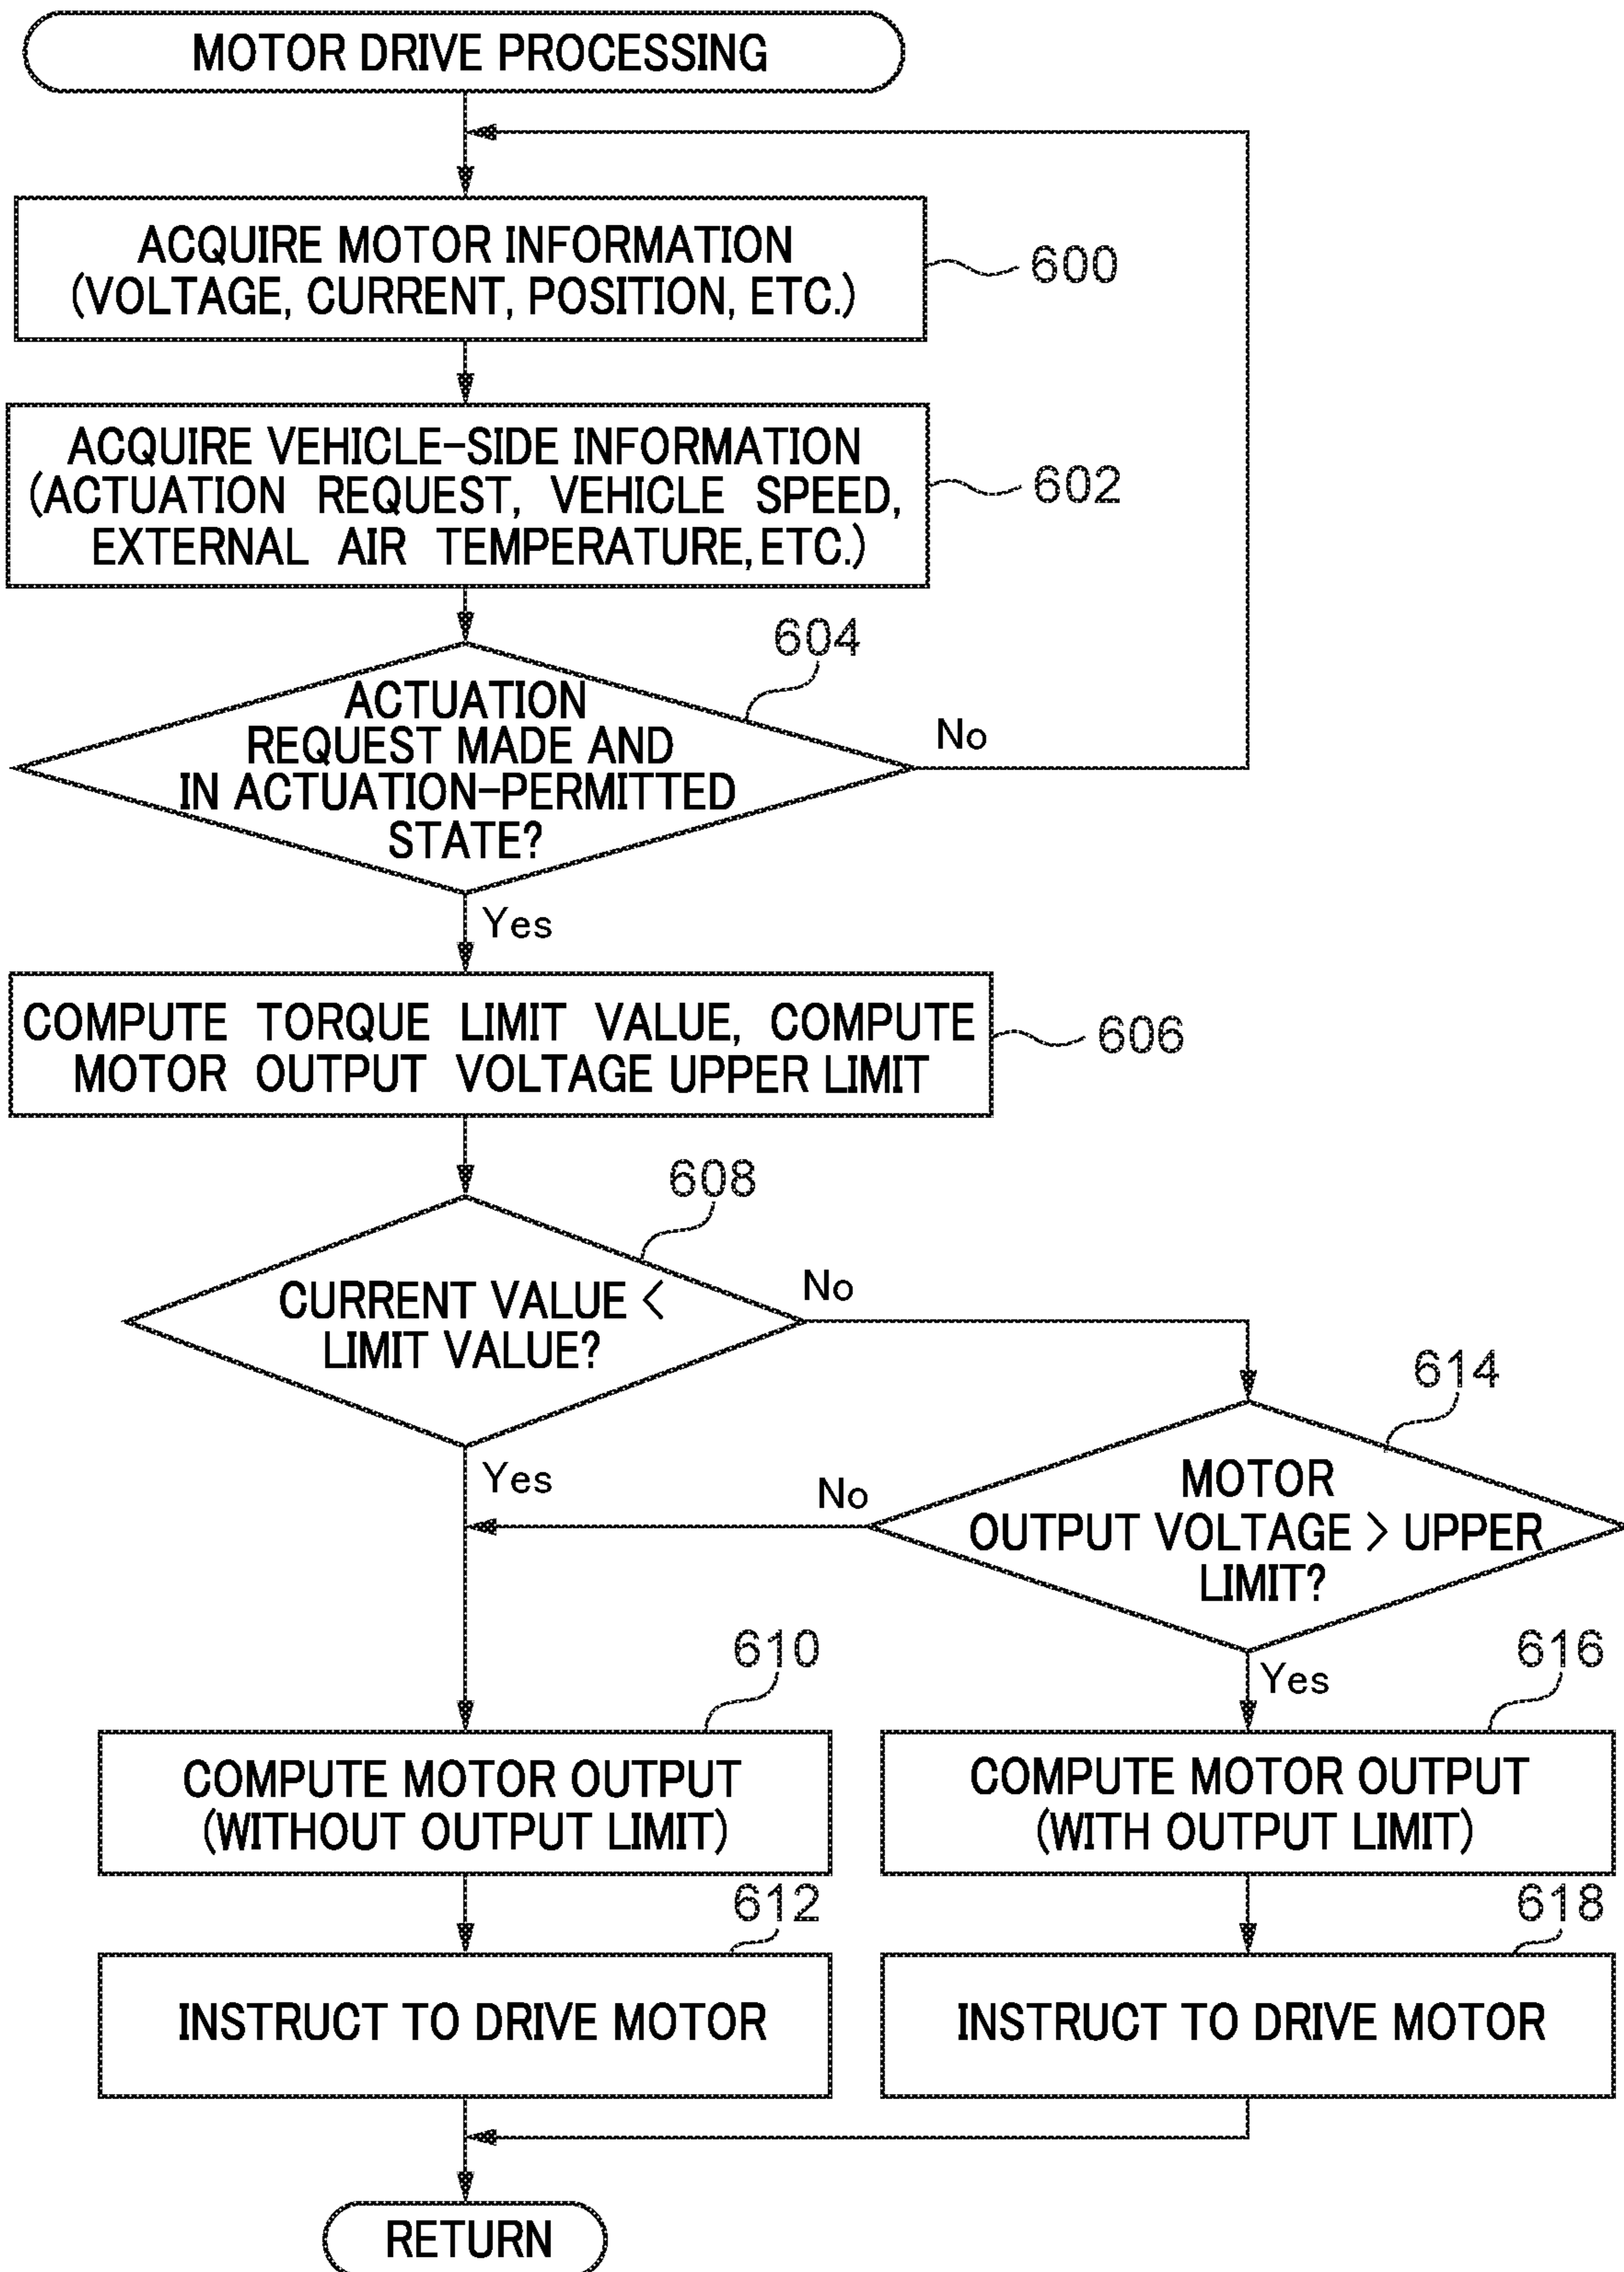 MOTOR DRIVE PROCESSING
ACQUIRE MOTOR INFORMATION
(VOLTAGE, CURRENT, POSITION, ETC.)
600
ACQUIRE VEHICLE-SIDE INFORMATION
(ACTUATION REQUEST, VEHICLE SPEED,
EXTERNAL AIR TEMPERATURE, ETC.)
602
604
ACTUATION
REQUEST MADE AND
IN ACTUATION-PERMITTED
STATE?
No
Yes
COMPUTE TORQUE LIMIT VALUE, COMPUTE
MOTOR OUTPUT VOLTAGE UPPER LIMIT
606
608
CURRENT VALUE <
LIMIT VALUE?
No
Yes
614
MOTOR
OUTPUT VOLTAGE > UPPER
LIMIT?
No
Yes
610
COMPUTE MOTOR OUTPUT
(WITHOUT OUTPUT LIMIT)
616
COMPUTE MOTOR OUTPUT
(WITH OUTPUT LIMIT)
612
INSTRUCT TO DRIVE MOTOR
618
INSTRUCT TO DRIVE MOTOR
RETURN